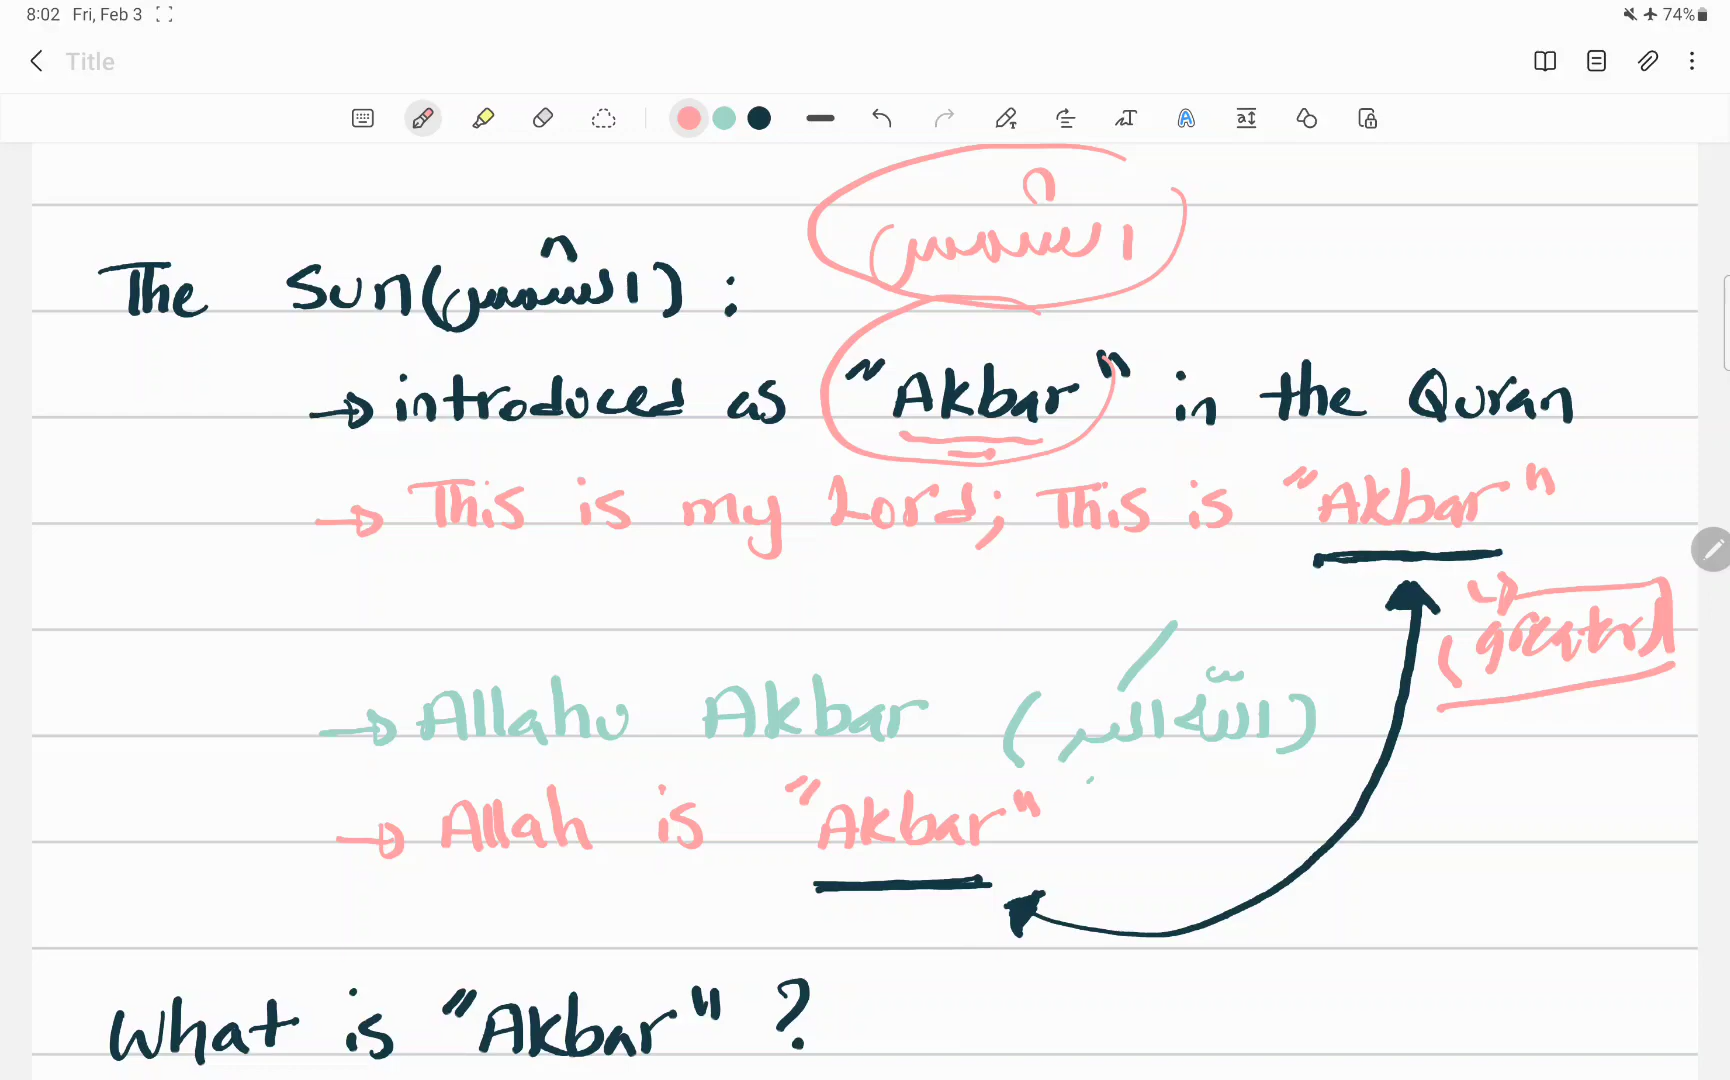 8:02 Fri, Feb 3
74%
Title
الشمس
The Sun (الشمس) :
→ introduced as "Akbar" in the Quran
→ This is my Lord; This is "Akbar"
(greater)
→ Allahu Akbar (اللّه اكبر)
→ Allah is "Akbar"
What is "Akbar" ?